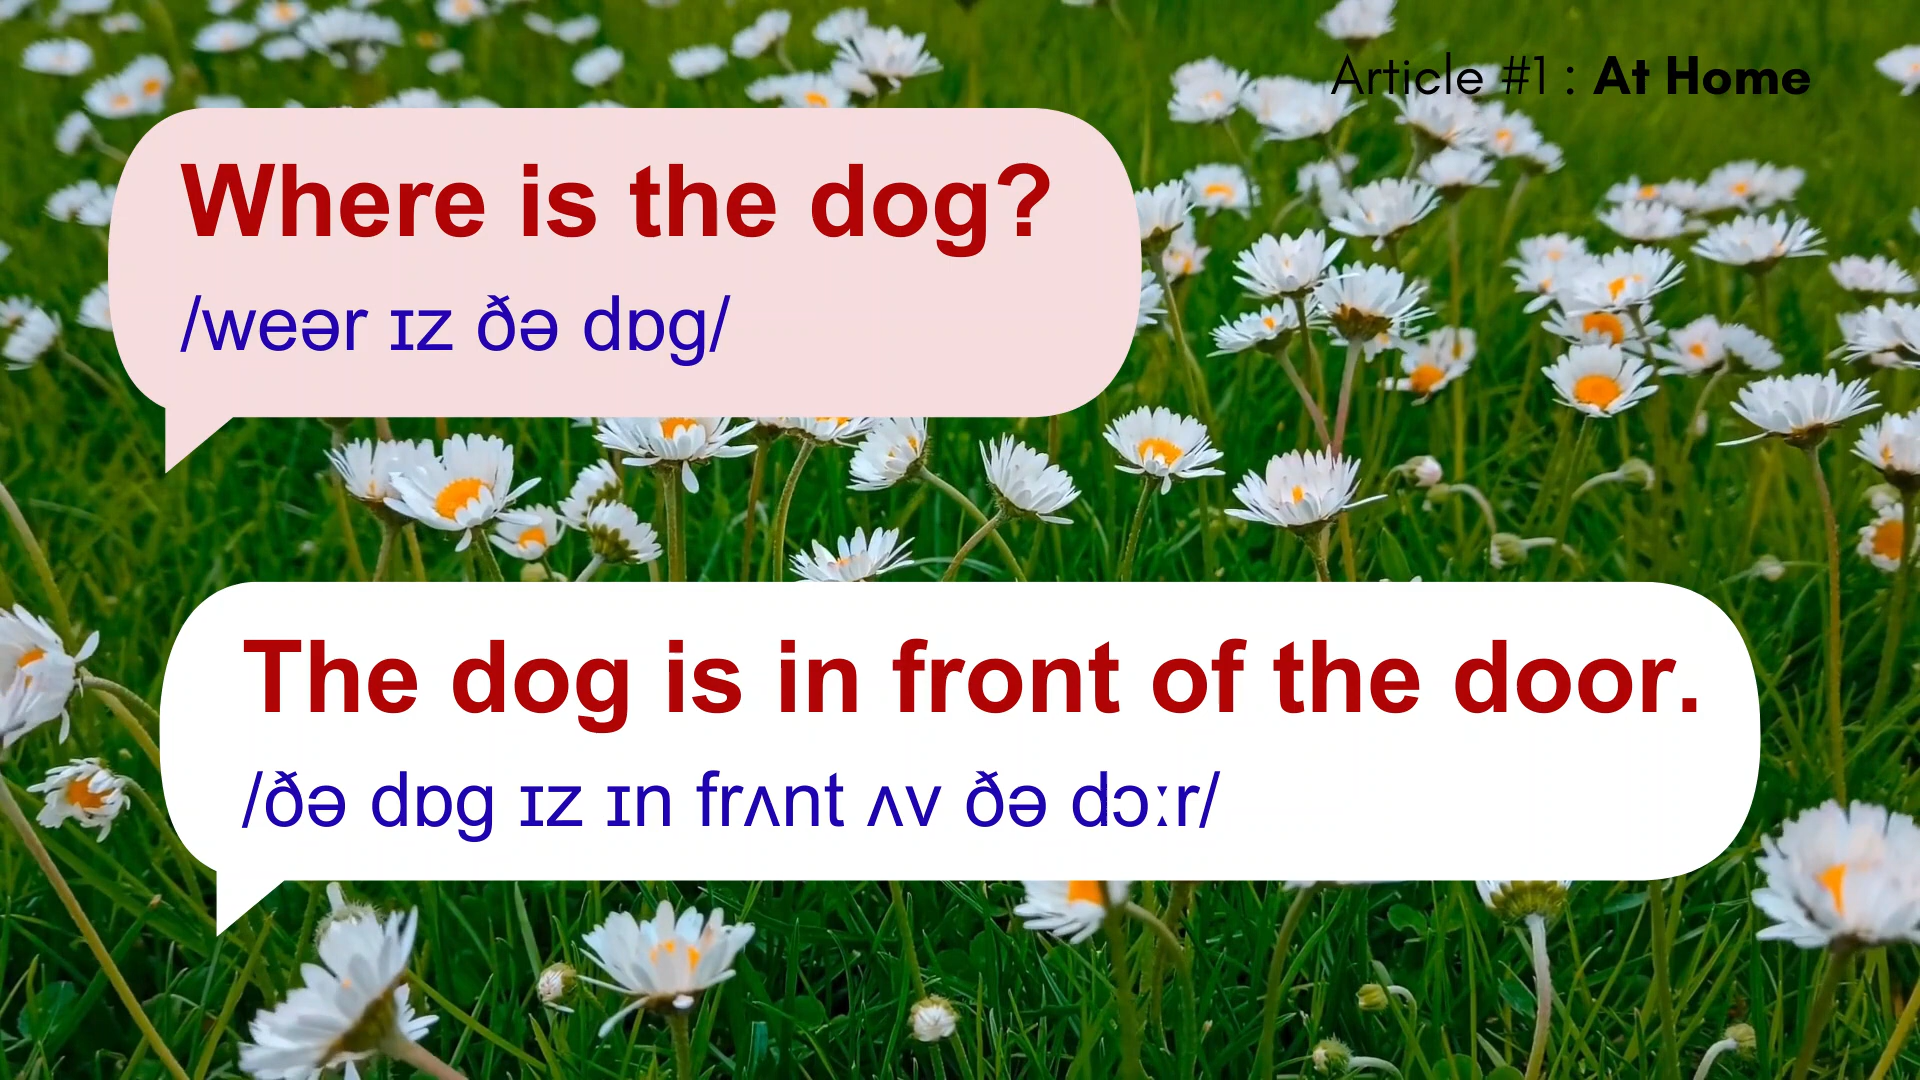 Article #1 : At Home
Where is the dog?
/weər ɪz ðə dɒg/
The dog is in front of the door.
/ðə dɒg ɪz ɪn frʌnt ʌv ðə dɔːr/